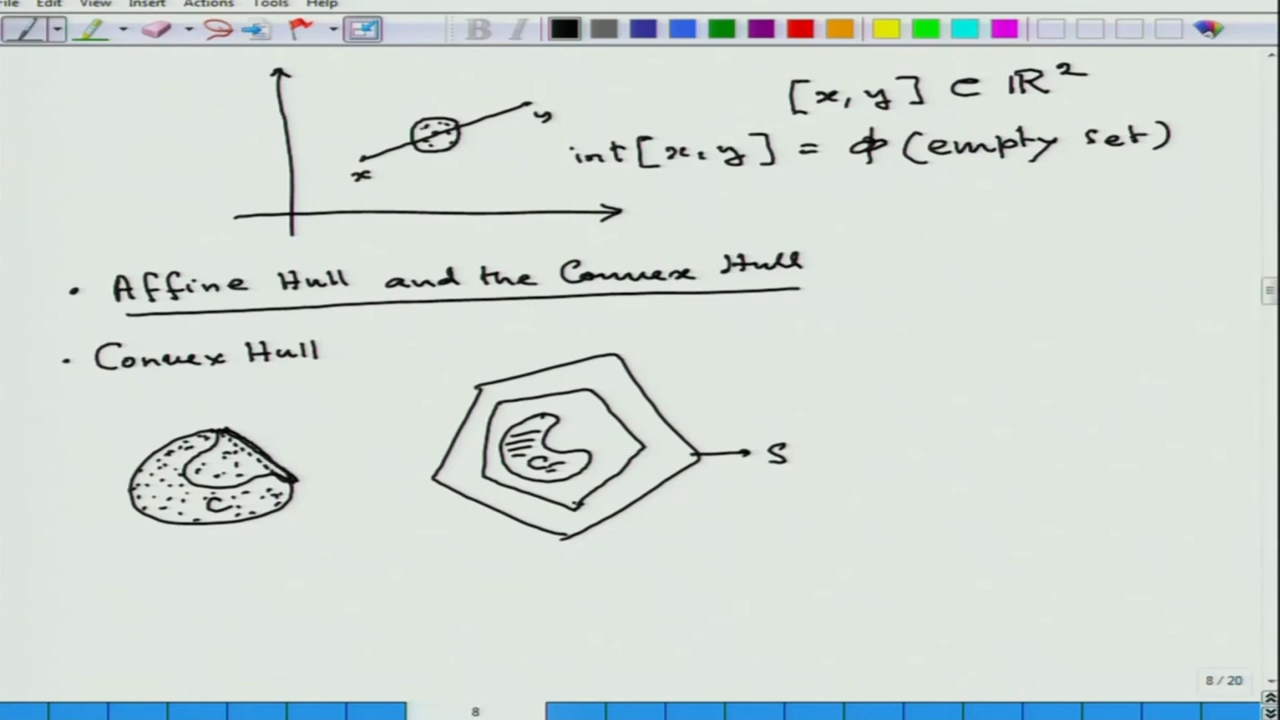 File Edit View Insert Actions Tools Help
B I
[x, y] ⊂ ℝ²
y
int[x, y] = ϕ (empty set)
x
• Affine Hull and the Convex Hull
• Convex Hull
S
C
C
8 / 20
8